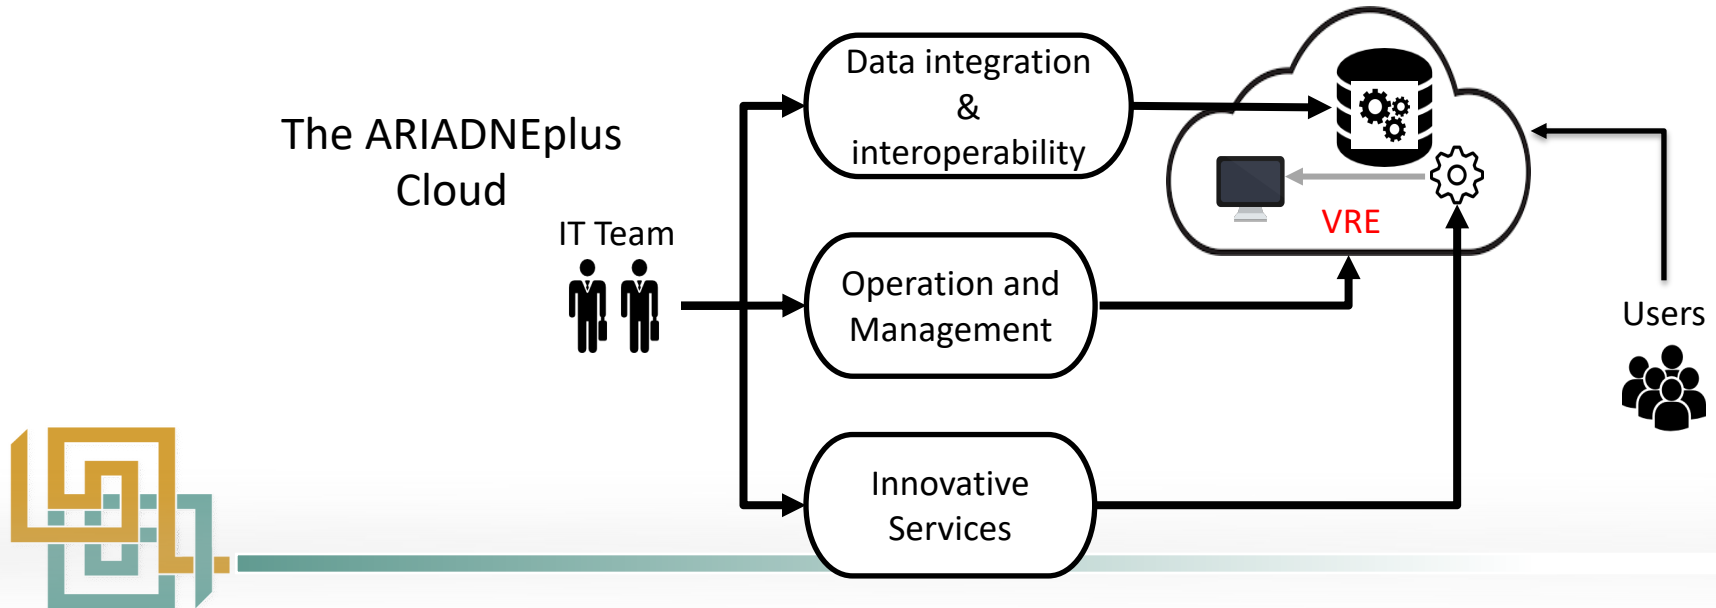 The ARIADNEplus
Cloud
IT Team
Data integration
&
interoperability
Operation and
Management
Innovative
Services
VRE
Users